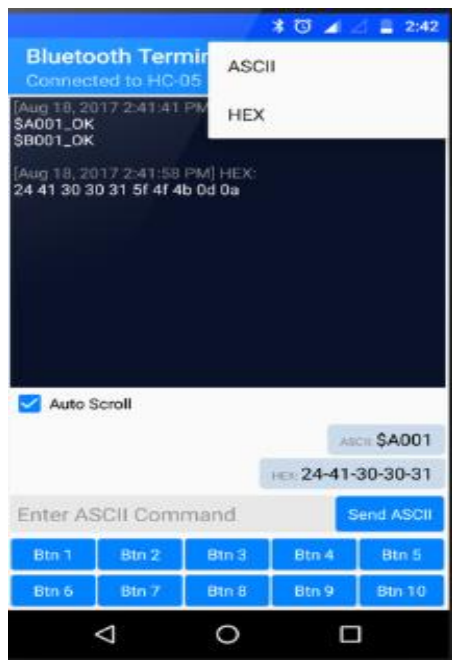 2:42
Bluetooth Termin
Connected to HC-05
ASCII
HEX
[Aug 18, 2017 2:41:41 PM
$A001_OK
$B001_OK
[Aug 18, 2017 2:41:58 PM] HEX:
24 41 30 30 31 5f 4f 4b 0d 0a
Auto Scroll
ASCII: $A001
HEX: 24-41-30-30-31
Enter ASCII Command
Send ASCII
Btn 1
Btn 2
Btn 3
Btn 4
Btn 5
Btn 6
Btn 7
Btn 8
Btn 9
Btn 10